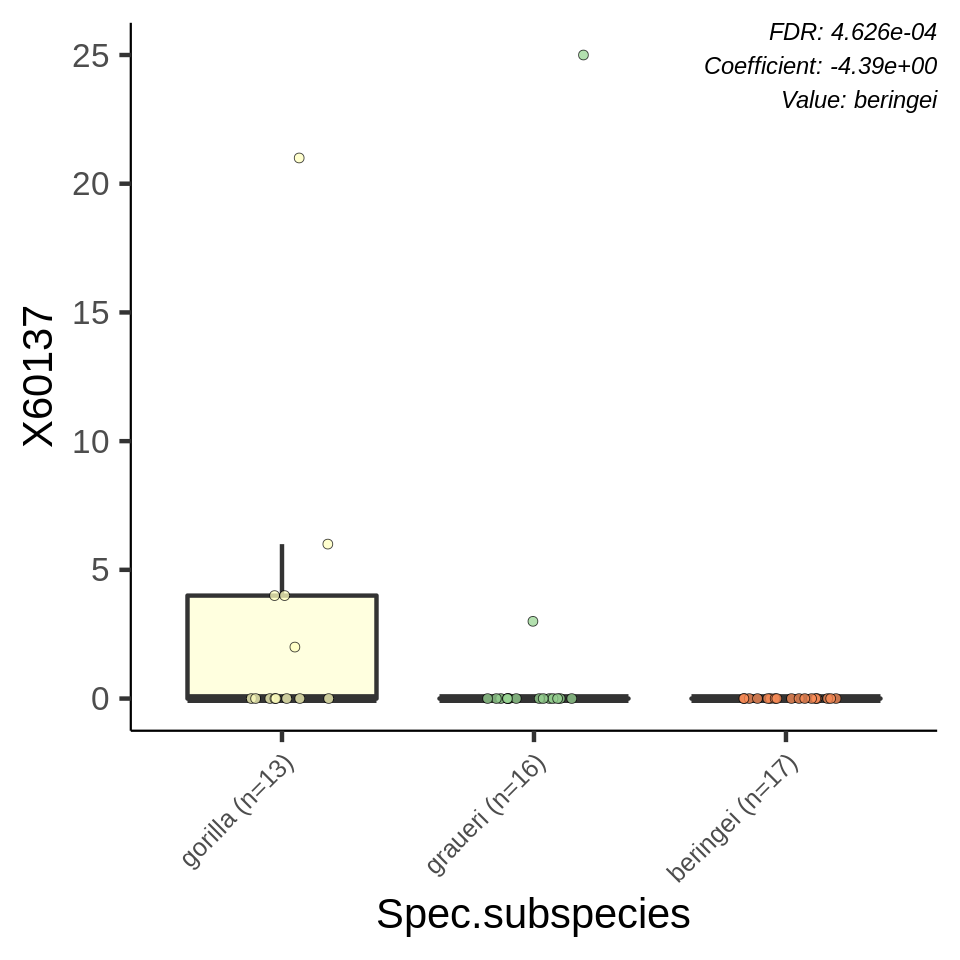 FDR: 4.626e-04
Coefficient: -4.39e+00
Value: beringei
25
20
15
10
5
0
X60137
gorilla (n=13)
graueri (n=16)
beringei (n=17)
Spec.subspecies